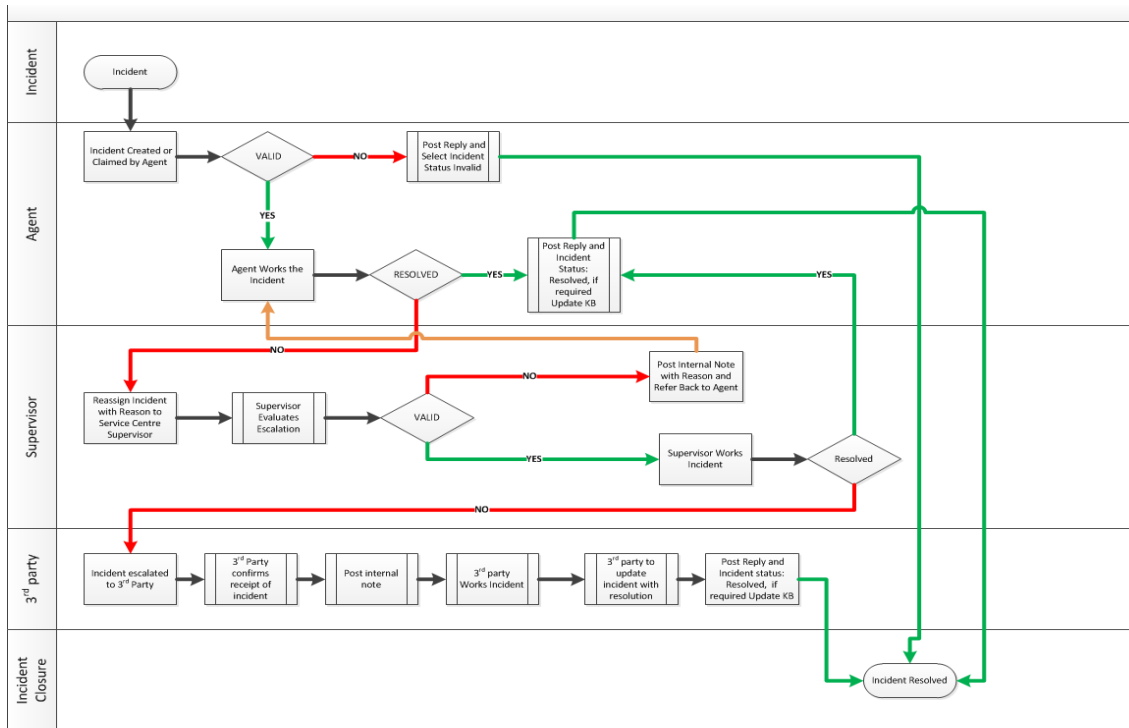 Incident
Incident
Agent
Incident Created or
Claimed by Agent
VALID
NO
Post Reply and
Select Incident
Status Invalid
YES
Agent Works the
Incident
RESOLVED
YES
Post Reply and
Incident
Status:
Resolved, if
required
Update KB
YES
Supervisor
NO
Reassign Incident
with Reason to
Service Centre
Supervisor
Supervisor
Evaluates
Escalation
VALID
NO
Post Internal Note
with Reason and
Refer Back to Agent
YES
Supervisor Works
Incident
Resolved
NO
3rd party
Incident escalated
to 3rd Party
3rd Party
confirms
receipt of
incident
Post internal
note
3rd party
Works Incident
3rd party to
update
incident with
resolution
Post Reply and
Incident status:
Resolved, if
required Update KB
Incident
Closure
Incident Resolved